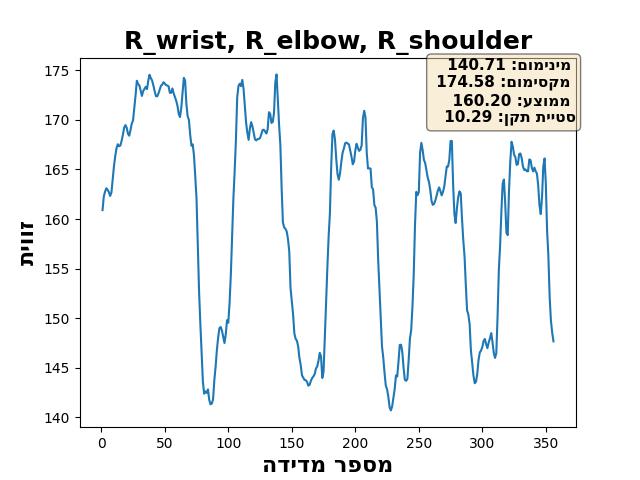 R_wrist, R_elbow, R_shoulder
מינימום: 140.71
מקסימום: 174.58
ממוצע: 160.20
סטיית תקן: 10.29
זווית
175
170
165
160
155
150
145
140
0 50 100 150 200 250 300 350
מספר מדידה